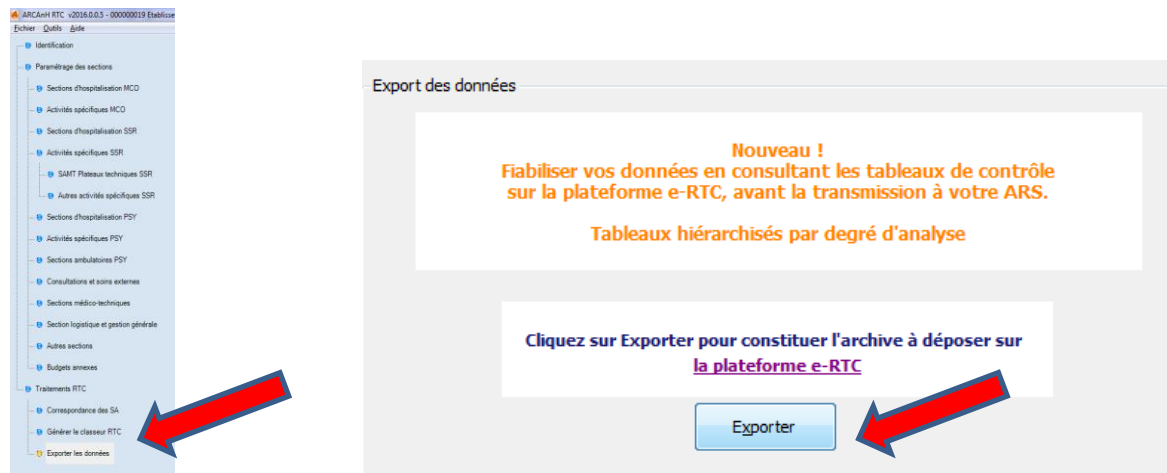 ARCAnH RTC v2016.0.0.5 - 000000019 Etablisse
Fichier Outils Aide
Identification
Paramétrage des sections
Sections d'hospitalisation MCO
Activités spécifiques MCO
Sections d'hospitalisation SSR
Activités spécifiques SSR
SAMT Plateaux techniques SSR
Autres activités spécifiques SSR
Sections d'hospitalisation PSY
Activités spécifiques PSY
Sections ambulatoires PSY
Consultations et soins externes
Sections médico-techniques
Section logistique et gestion générale
Autres sections
Budgets annexes
Traitements RTC
Correspondance des SA
Générer le classeur RTC
Exporter les données
Export des données
Nouveau !
Fiabiliser vos données en consultant les tableaux de contrôle
sur la plateforme e-RTC, avant la transmission à votre ARS.
Tableaux hiérarchisés par degré d'analyse
Cliquez sur Exporter pour constituer l'archive à déposer sur
la plateforme e-RTC
Exporter